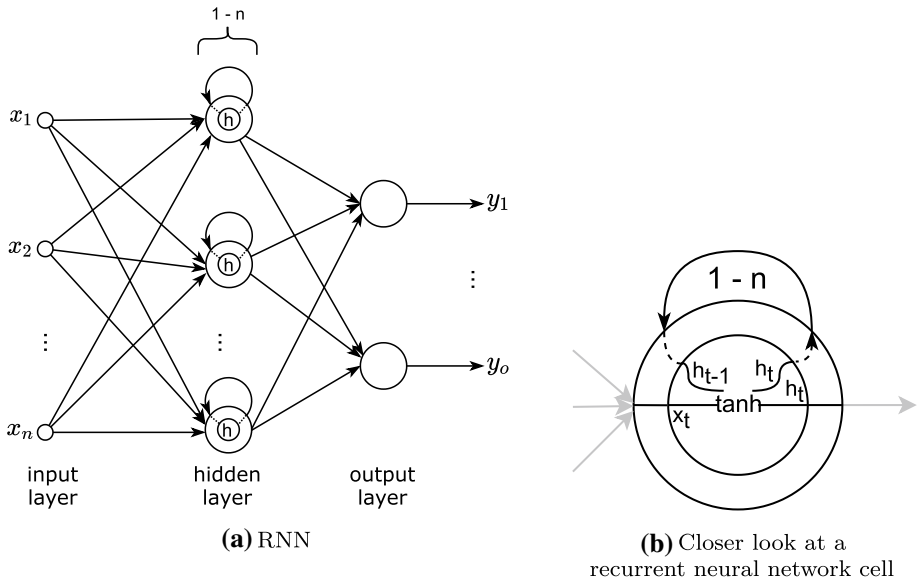 1 - n
x1
h
y1
x2
h
⋮
⋮
⋮
yo
xn
h
input
layer
hidden
layer
output
layer
(a) RNN
1 - n
ht-1
ht
ht
tanh
xt
(b) Closer look at a
recurrent neural network cell